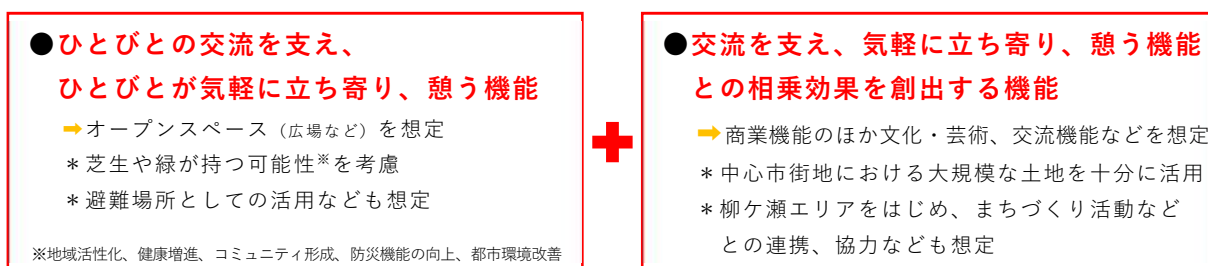 ●ひとびとの交流を支え、
ひとびとが気軽に立ち寄り、憩う機能
➡オープンスペース（広場など）を想定
＊芝生や緑が持つ可能性※を考慮
＊避難場所としての活用なども想定
※地域活性化、健康増進、コミュニティ形成、防災機能の向上、都市環境改善
●交流を支え、気軽に立ち寄り、憩う機能
との相乗効果を創出する機能
➡商業機能のほか文化・芸術、交流機能などを想定
＊中心市街地における大規模な土地を十分に活用
＊柳ケ瀬エリアをはじめ、まちづくり活動など
との連携、協力なども想定